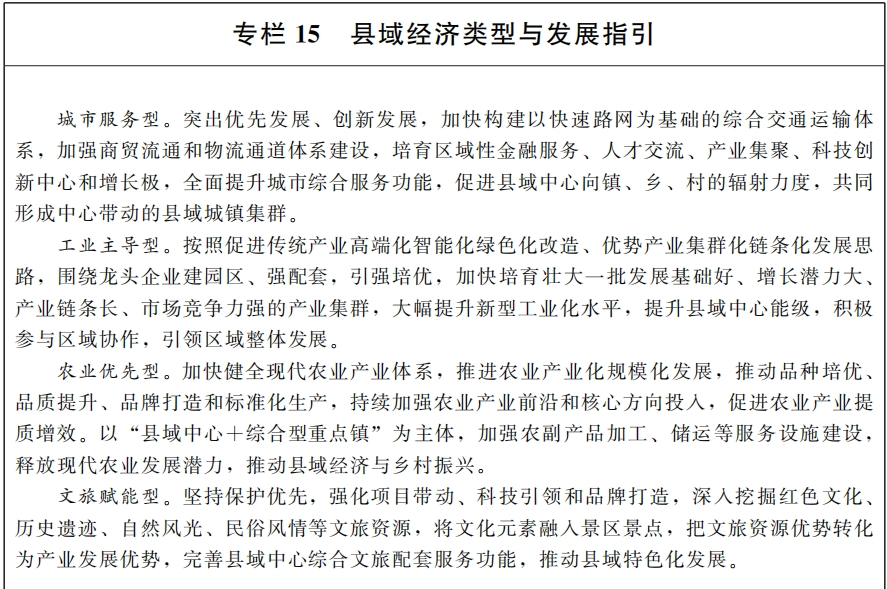 专栏 15 县域经济类型与发展指引
城市服务型。突出优先发展、创新发展，加快构建以快速路网为基础的综合交通运输体
系，加强商贸流通和物流通道体系建设，培育区域性金融服务、人才交流、产业集聚、科技创
新中心和增长极，全面提升城市综合服务功能，促进县域中心向镇、乡、村的辐射力度，共同
形成中心带动的县域城镇集群。
工业主导型。按照促进传统产业高端化智能化绿色化改造、优势产业集群化链条化发展思
路，围绕龙头企业建园区、强配套，引强培优，加快培育壮大一批发展基础好、增长潜力大、
产业链条长、市场竞争力强的产业集群，大幅提升新型工业化水平，提升县域中心能级，积极
参与区域协作，引领区域整体发展。
农业优先型。加快健全现代农业产业体系，推进农业产业化规模化发展，推动品种培优、
品质提升、品牌打造和标准化生产，持续加强农业产业前沿和核心方向投入，促进农业产业提
质增效。以“县域中心＋综合型重点镇”为主体，加强农副产品加工、储运等服务设施建设，
释放现代农业发展潜力，推动县域经济与乡村振兴。
文旅赋能型。坚持保护优先，强化项目带动、科技引领和品牌打造，深入挖掘红色文化、
历史遗迹、自然风光、民俗风情等文旅资源，将文化元素融入景区景点，把文旅资源优势转化
为产业发展优势，完善县域中心综合文旅配套服务功能，推动县域特色化发展。